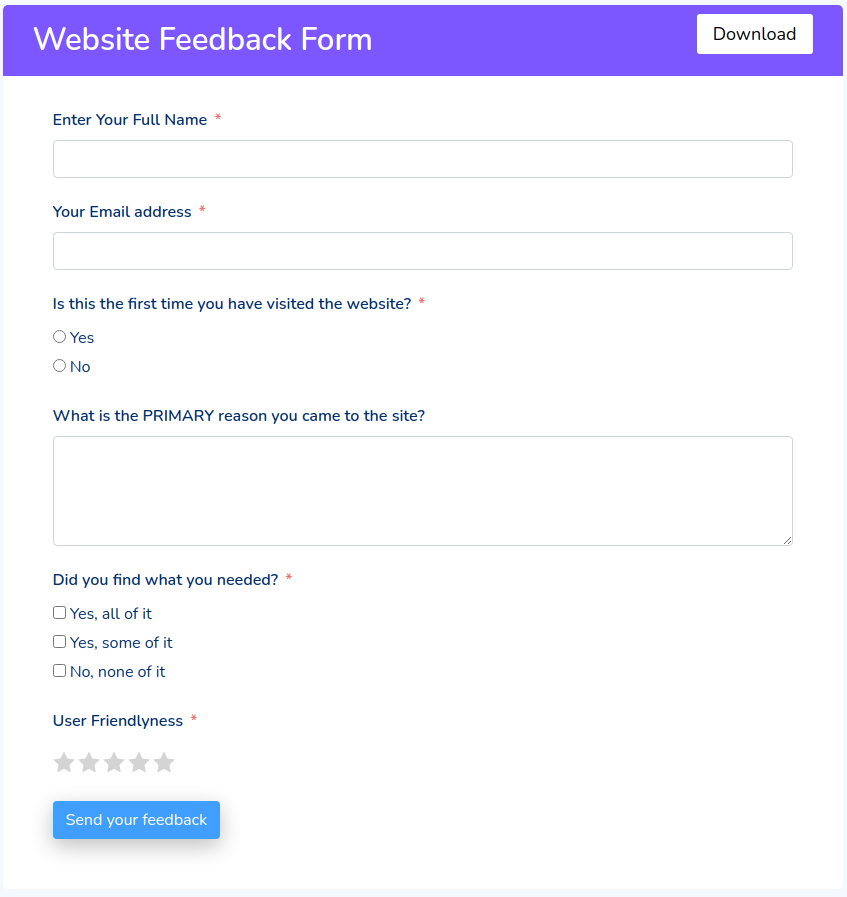 Website Feedback Form
Download
Enter Your Full Name *
Your Email address *
Is this the first time you have visited the website? *
Yes
No
What is the PRIMARY reason you came to the site?
Did you find what you needed? *
Yes, all of it
Yes, some of it
No, none of it
User Friendlyness *
Send your feedback